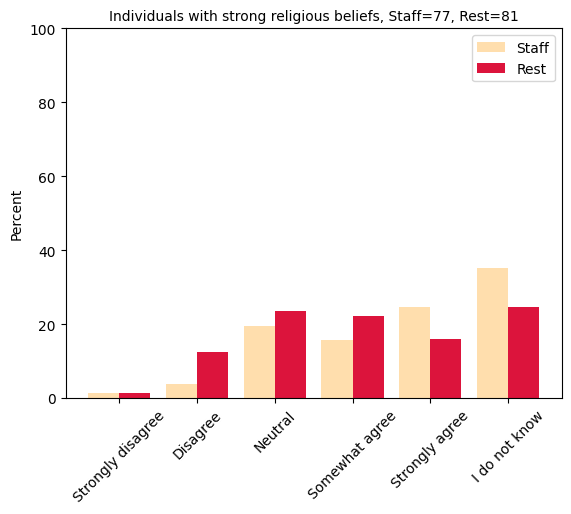 Individuals with strong religious beliefs, Staff=77, Rest=81
Percent
100
80
60
40
20
0
Staff
Rest
Strongly disagree
Disagree
Neutral
Somewhat agree
Strongly agree
I do not know